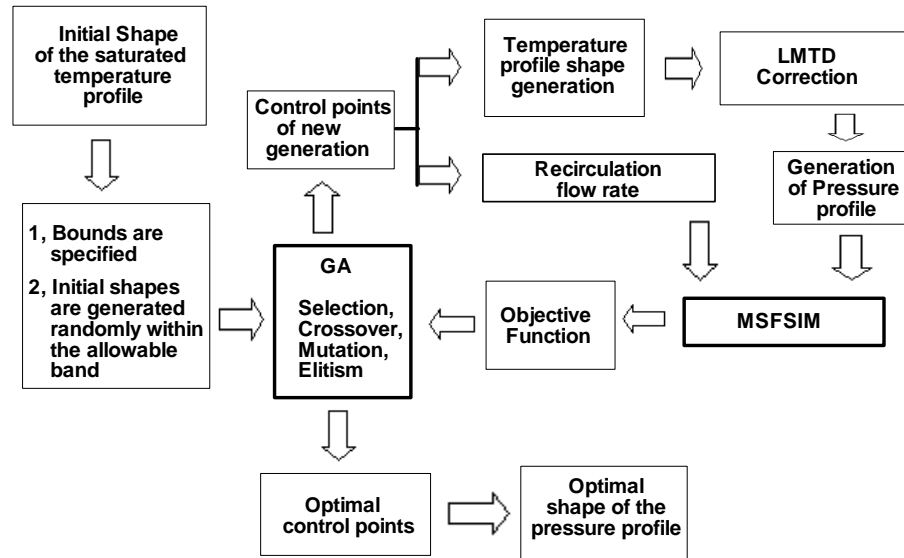 Initial Shape
of the saturated
temperature
profile
Control points
of new
generation
Temperature
profile shape
generation
LMTD
Correction
Recirculation
flow rate
Generation
of Pressure
profile
1, Bounds are
specified
2, Initial shapes
are generated
randomly within
the allowable
band
GA
Selection,
Crossover,
Mutation,
Elitism
Objective
Function
MSFSIM
Optimal
control points
Optimal
shape of the
pressure profile